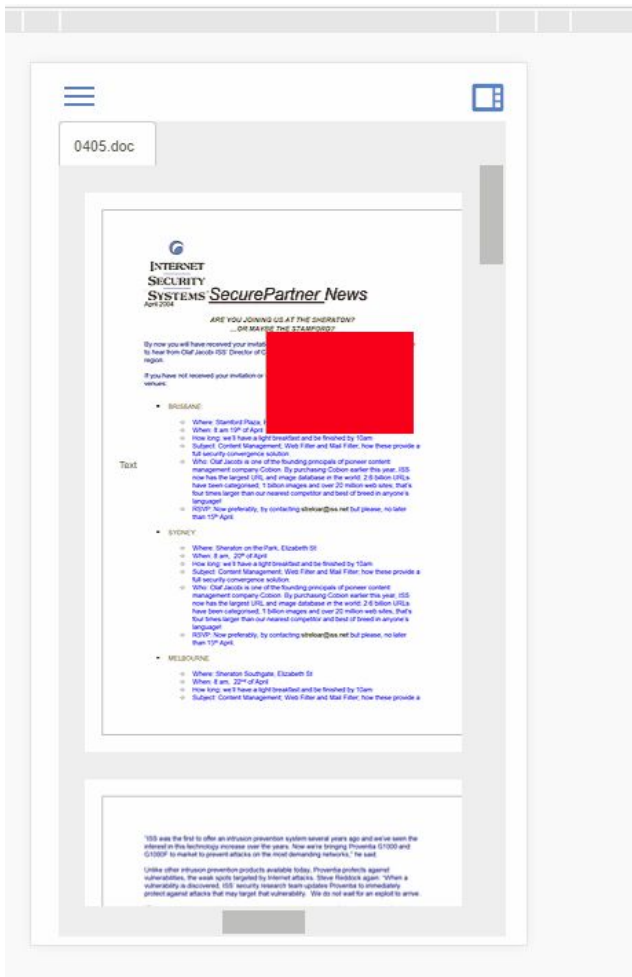 0405.doc
INTERNET
SECURITY
SYSTEMS SecurePartner News
April 2004
ARE YOU JOINING US AT THE SHERATON?
...OR MAYBE THE STAMFORD?
By now you will have received your
to hear from Olaf Jacobi ISS' Director of
region.
If you have not received your invitation or
venues:
BRISBANE:
Where: Stamford Plaza,
When: 8 am 19th of April
How long: we'll have a light breakfast and be finished by 10am
Subject: Content Management, Web Filter and Mail Filter; how these provide a
full security convergence solution
Who: Olaf Jacobi is one of the founding principals of pioneer content
management company Cobion. By purchasing Cobion earlier this year, ISS
now has the largest URL and image database in the world: 2.6 billion URLs
have been categorised, 1 billion images and over 20 million web sites, that's
four times larger than our nearest competitor and best of breed in anyone's
language!
Text
RSVP: Now preferably, by contacting sbrekiar@iss.net but please, no later
than 15th April
SYDNEY:
Where: Sheraton on the Park, Elizabeth St
When: 8 am, 20th of April
How long: we'll have a light breakfast and be finished by 10am
Subject: Content Management, Web Filter and Mail Filter; how these provide a
full security convergence solution
Who: Olaf Jacobi is one of the founding principals of pioneer content
management company Cobion. By purchasing Cobion earlier this year, ISS
now has the largest URL and image database in the world: 2.6 billion URLs
have been categorised, 1 billion images and over 20 million web sites, that's
four times larger than our nearest competitor and best of breed in anyone's
language!
RSVP: Now preferably, by contacting sbrekiar@iss.net but please, no later
than 15th April
MELBOURNE
Where: Sheraton Southgate, Elizabeth St
When: 8 am, 22nd of April
How long: we'll have a light breakfast and be finished by 10am
Subject: Content Management; Web Filter and Mail Filter; how these provide a
"ISS was the first to offer an intrusion prevention system several years ago and we've seen the
interest in this technology increase over the years. Now we're bringing Proventia G1000 and
G1000F to market to prevent attacks on the most demanding networks," he said.
Unlike other intrusion prevention products available today, Proventia protects against
vulnerabilities, the weak spots targeted by Internet attacks. Steve Reddock again: "When a
vulnerability is discovered, ISS' security research team updates Proventia to immediately
protect against attacks that may target that vulnerability. We do not wait for an exploit to arrive